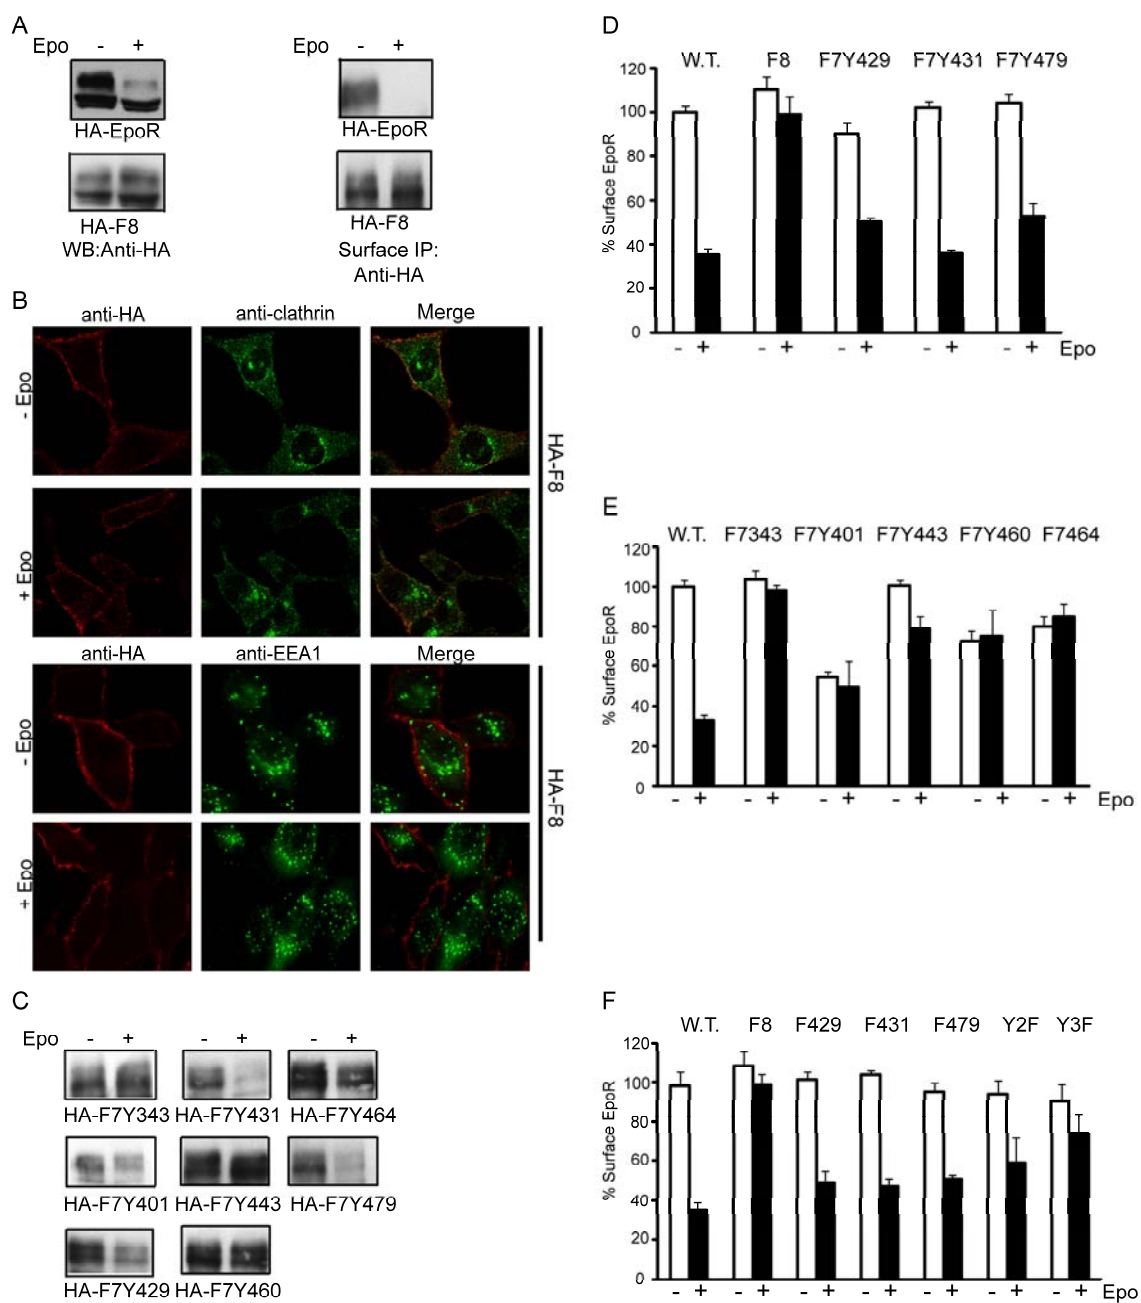 A
Epo - +
HA-EpoR
HA-F8
WB:Anti-HA
Epo - +
HA-EpoR
HA-F8
Surface IP:
Anti-HA
B
anti-HA anti-clathrin Merge
- Epo
+ Epo
HA-F8
anti-HA anti-EEA1 Merge
- Epo
+ Epo
HA-F8
C
Epo - + - + - +
HA-F7Y343 HA-F7Y431 HA-F7Y464
HA-F7Y401 HA-F7Y443 HA-F7Y479
HA-F7Y429 HA-F7Y460
D
W.T. F8 F7Y429 F7Y431 F7Y479
% Surface EpoR
120
100
80
60
40
20
0
- + - + - + - + - + Epo
E
W.T. F7343 F7Y401 F7Y443 F7Y460 F7464
% Surface EpoR
120
100
80
60
40
20
0
- + - + - + - + - + - + Epo
F
W.T. F8 F429 F431 F479 Y2F Y3F
% Surface EpoR
120
100
80
60
40
20
0
- + - + - + - + - + - + - + Epo